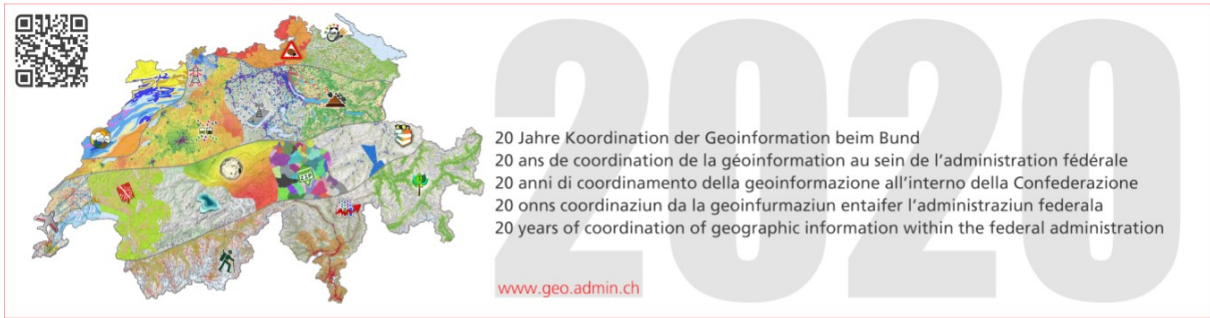 2020
20 Jahre Koordination der Geoinformation beim Bund
20 ans de coordination de la géoinformation au sein de l'administration fédérale
20 anni di coordinamento della geoinformazione all'interno della Confederazione
20 onns coordinaziun da la geoinfurmaziun entaifer l'administraziun federala
20 years of coordination of geographic information within the federal administration
www.geo.admin.ch